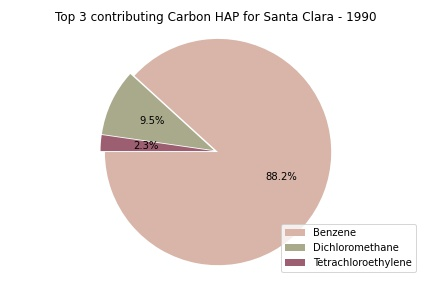 Top 3 contributing Carbon HAP for Santa Clara - 1990
9.5%
2.3%
88.2%
Benzene
Dichloromethane
Tetrachloroethylene